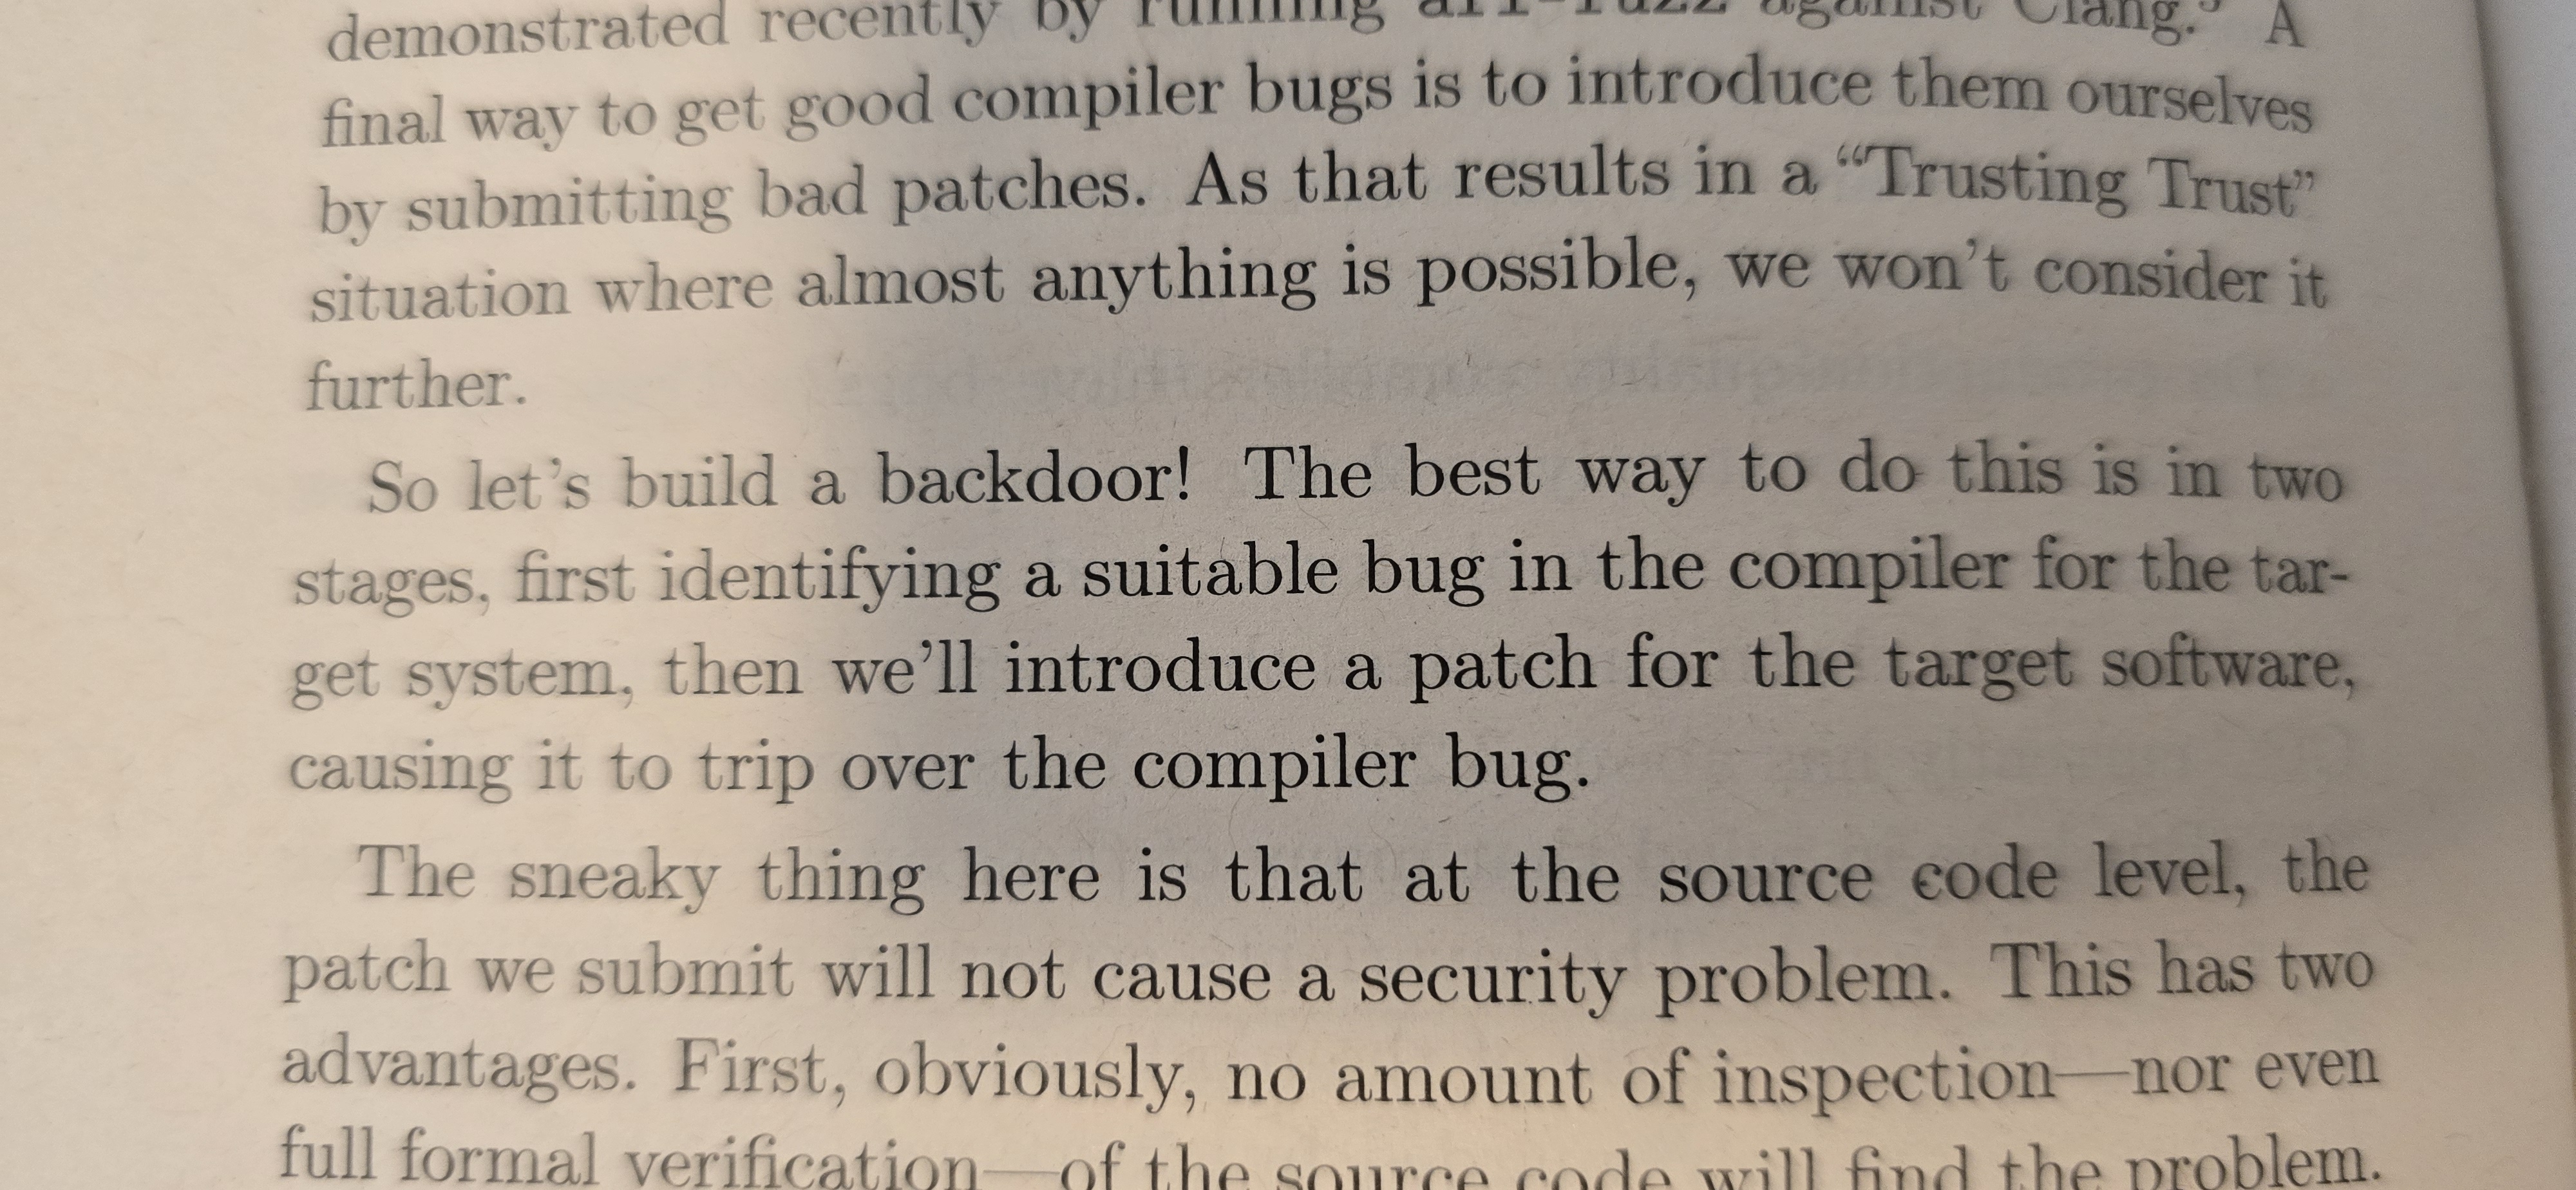 demonstrated recently by running afl-fuzz against Clang.³ A
final way to get good compiler bugs is to introduce them ourselves
by submitting bad patches. As that results in a “Trusting Trust”
situation where almost anything is possible, we won’t consider it
further.
So let’s build a backdoor! The best way to do this is in two
stages, first identifying a suitable bug in the compiler for the tar-
get system, then we’ll introduce a patch for the target software,
causing it to trip over the compiler bug.
The sneaky thing here is that at the source code level, the
patch we submit will not cause a security problem. This has two
advantages. First, obviously, no amount of inspection—nor even
full formal verification—of the source code will find the problem.